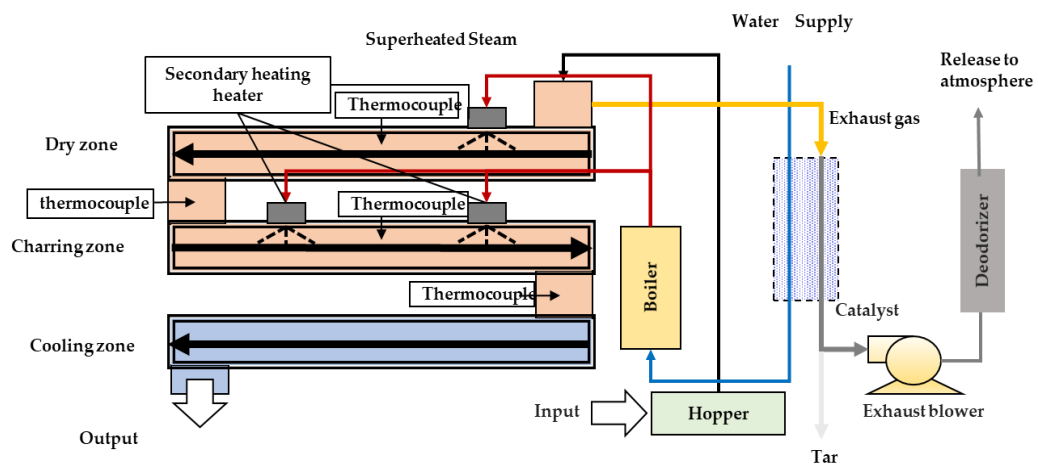 Water Supply
Superheated Steam
Release to
atmosphere
Secondary heating
heater
Thermocouple
Exhaust gas
Dry zone
thermocouple
Thermocouple
Charring zone
Boiler
Deodorizer
Thermocouple
Catalyst
Cooling zone
Input
Hopper
Exhaust blower
Output
Tar